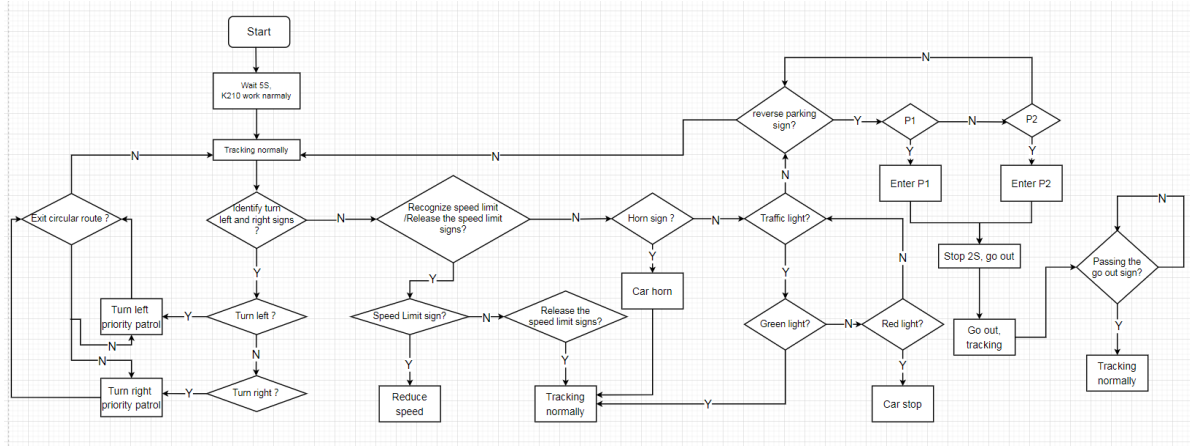 Start
Wait 5S,
K210 work narmaly
Tracking normally
N
N
N
reverse parking
sign?
Y
P1
N
P2
Y
Y
Enter P1
Enter P2
N
Exit circular route ?
Identify turn
left and right signs
?
N
Recognize speed limit
/Release the speed limit
signs?
N
Horn sign ?
N
Traffic light?
N
N
Stop 2S, go out
Passing the
go out sign?
Y
Y
Y
Y
Car horn
Turn left
priority patrol
Y
Turn left ?
Speed Limit sign?
N
Release the
speed limit signs?
Green light?
N
Red light?
Go out,
tracking
Y
N
N
N
Y
Y
Y
Tracking
normally
Turn right
priority patrol
Y
Turn right ?
Reduce
speed
Tracking
normally
Y
Car stop